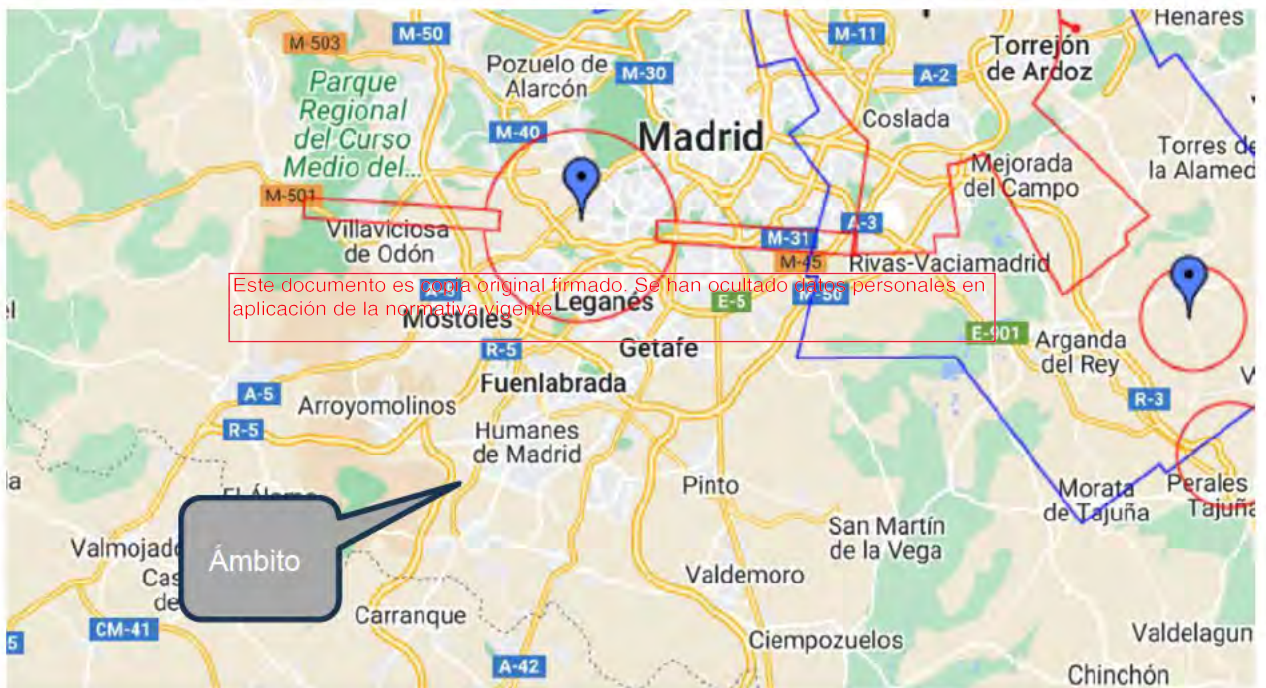 Henares
M-503
M-50
M-11
Torrejón
de Ardoz
Pozuelo de
Alarcón
M-30
A-2
Parque
Regional
del Curso
Medio del...
M-40
Madrid
Coslada
Torres de
la Alamed
Mejorada
del Campo
M-501
Villaviciosa
de Odón
M-31
A-3
M-45
Rivas-Vaciamadrid
Este documento es copia original firmado. Se han ocultado datos personales en
aplicación de la normativa vigente
Leganés
E-5
M-50
Móstoles
E-901
Arganda
del Rey
R-5
Getafe
Fuenlabrada
A-5
Arroyomolinos
R-3
R-5
Humanes
de Madrid
Pinto
Morata
de Tajuña
Perales
Tajuña
San Martín
de la Vega
Valmojado
Ámbito
Cas
de
Valdemoro
Carranque
CM-41
5
Ciempozuelos
Valdelagun
A-42
Chinchón